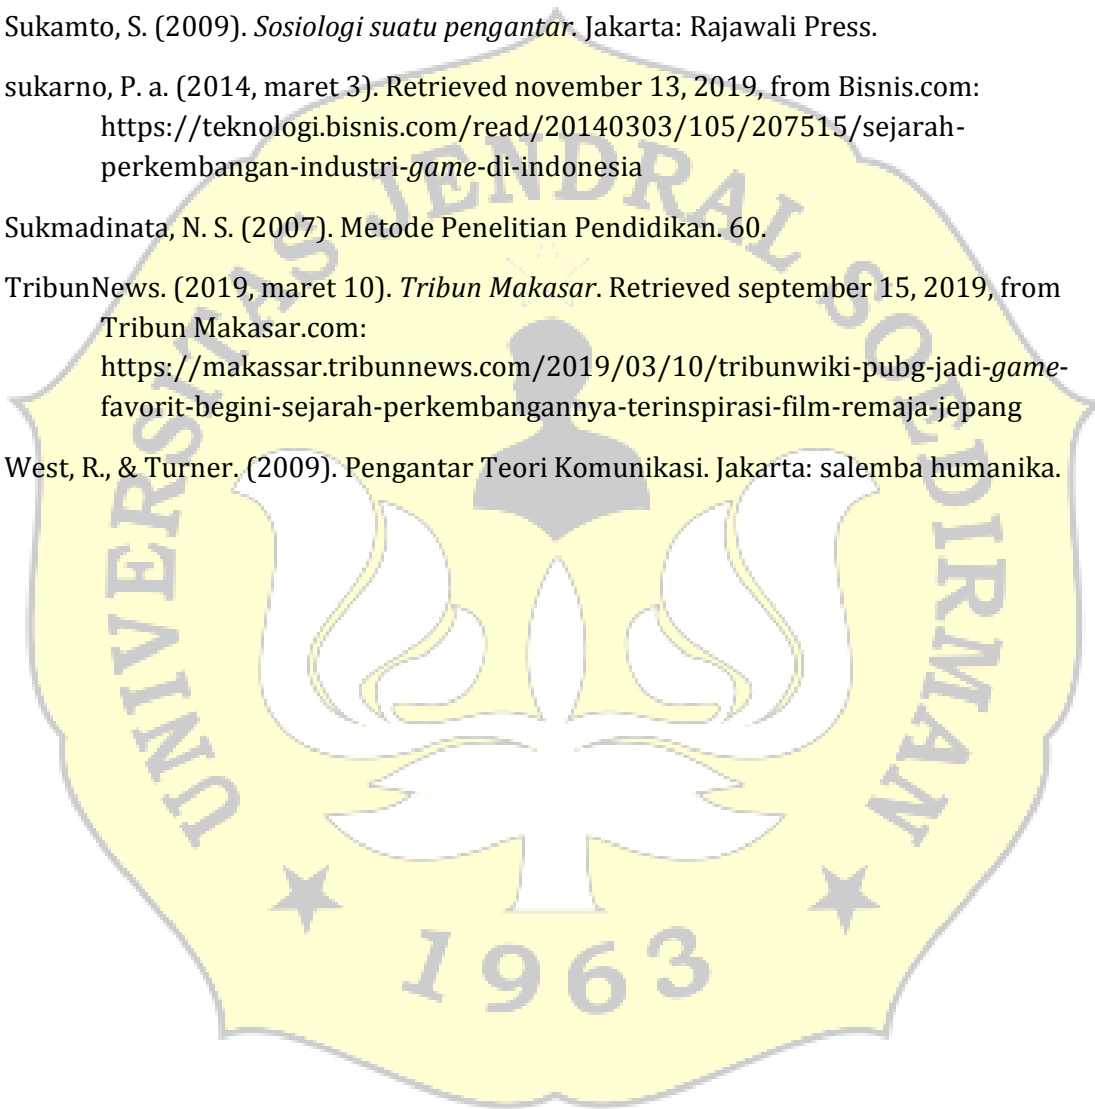 Sukamto, S. (2009). Sosiologi suatu pengantar. Jakarta: Rajawali Press.
sukarno, P. a. (2014, maret 3). Retrieved november 13, 2019, from Bisnis.com:
https://teknologi.bisnis.com/read/20140303/105/207515/sejarah-
perkembangan-industri-game-di-indonesia
Sukmadinata, N. S. (2007). Metode Penelitian Pendidikan. 60.
TribunNews. (2019, maret 10). Tribun Makasar. Retrieved september 15, 2019, from
Tribun Makasar.com:
https://makassar.tribunnews.com/2019/03/10/tribunwiki-pubg-jadi-game-
favorit-begini-sejarah-perkembangannya-terinspirasi-film-remaja-jepang
West, R., & Turner. (2009). Pengantar Teori Komunikasi. Jakarta: salemba humanika.
UNIVERSITAS JENDRAL SOEDIRMAN
1963